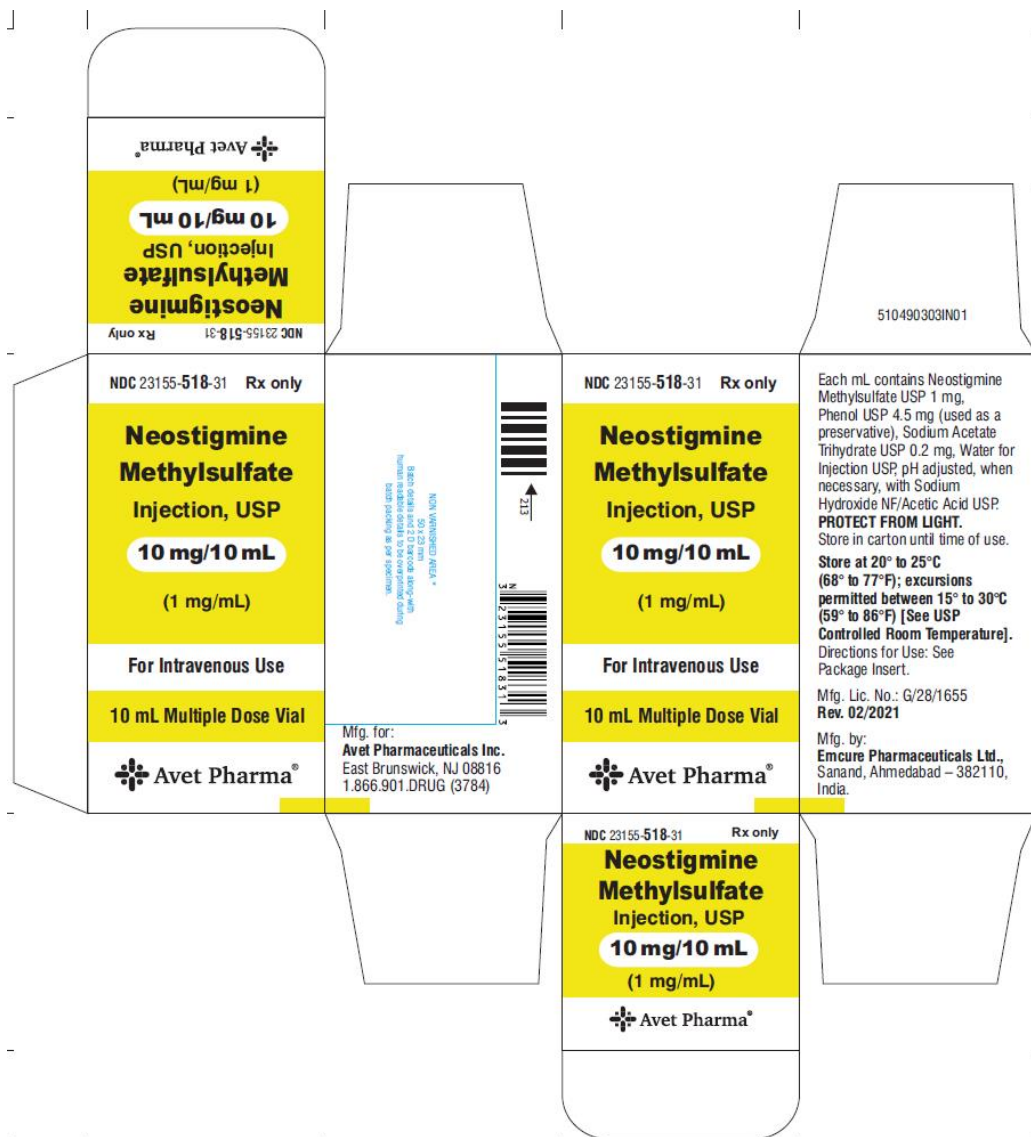 Avet Pharma®
(1 mg/mL)
10 mg/10 mL
Injection, USP
Methylsulfate
Neostigmine
NDC 23155-518-31 Rx only
NDC 23155-518-31 Rx only
Neostigmine
Methylsulfate
Injection, USP
10 mg/10 mL
(1 mg/mL)
For Intravenous Use
10 mL Multiple Dose Vial
Avet Pharma®
NON VARNISHED AREA *
50 x 23 mm
Batch details and 2 D barcode along-with
human readable details to be overprinted during
batch packing as per specimen.
213
N
3 23155 51831 3
Mfg. for:
Avet Pharmaceuticals Inc.
East Brunswick, NJ 08816
1.866.901.DRUG (3784)
NDC 23155-518-31 Rx only
Neostigmine
Methylsulfate
Injection, USP
10 mg/10 mL
(1 mg/mL)
For Intravenous Use
10 mL Multiple Dose Vial
Avet Pharma®
510490303IN01
Each mL contains Neostigmine
Methylsulfate USP 1 mg,
Phenol USP 4.5 mg (used as a
preservative), Sodium Acetate
Trihydrate USP 0.2 mg, Water for
Injection USP, pH adjusted, when
necessary, with Sodium
Hydroxide NF/Acetic Acid USP.
PROTECT FROM LIGHT.
Store in carton until time of use.
Store at 20° to 25°C
(68° to 77°F); excursions
permitted between 15° to 30°C
(59° to 86°F) [See USP
Controlled Room Temperature].
Directions for Use: See
Package Insert.
Mfg. Lic. No.: G/28/1655
Rev. 02/2021
Mfg. by:
Emcure Pharmaceuticals Ltd.,
Sanand, Ahmedabad – 382110,
India.
NDC 23155-518-31 Rx only
Neostigmine
Methylsulfate
Injection, USP
10 mg/10 mL
(1 mg/mL)
Avet Pharma®